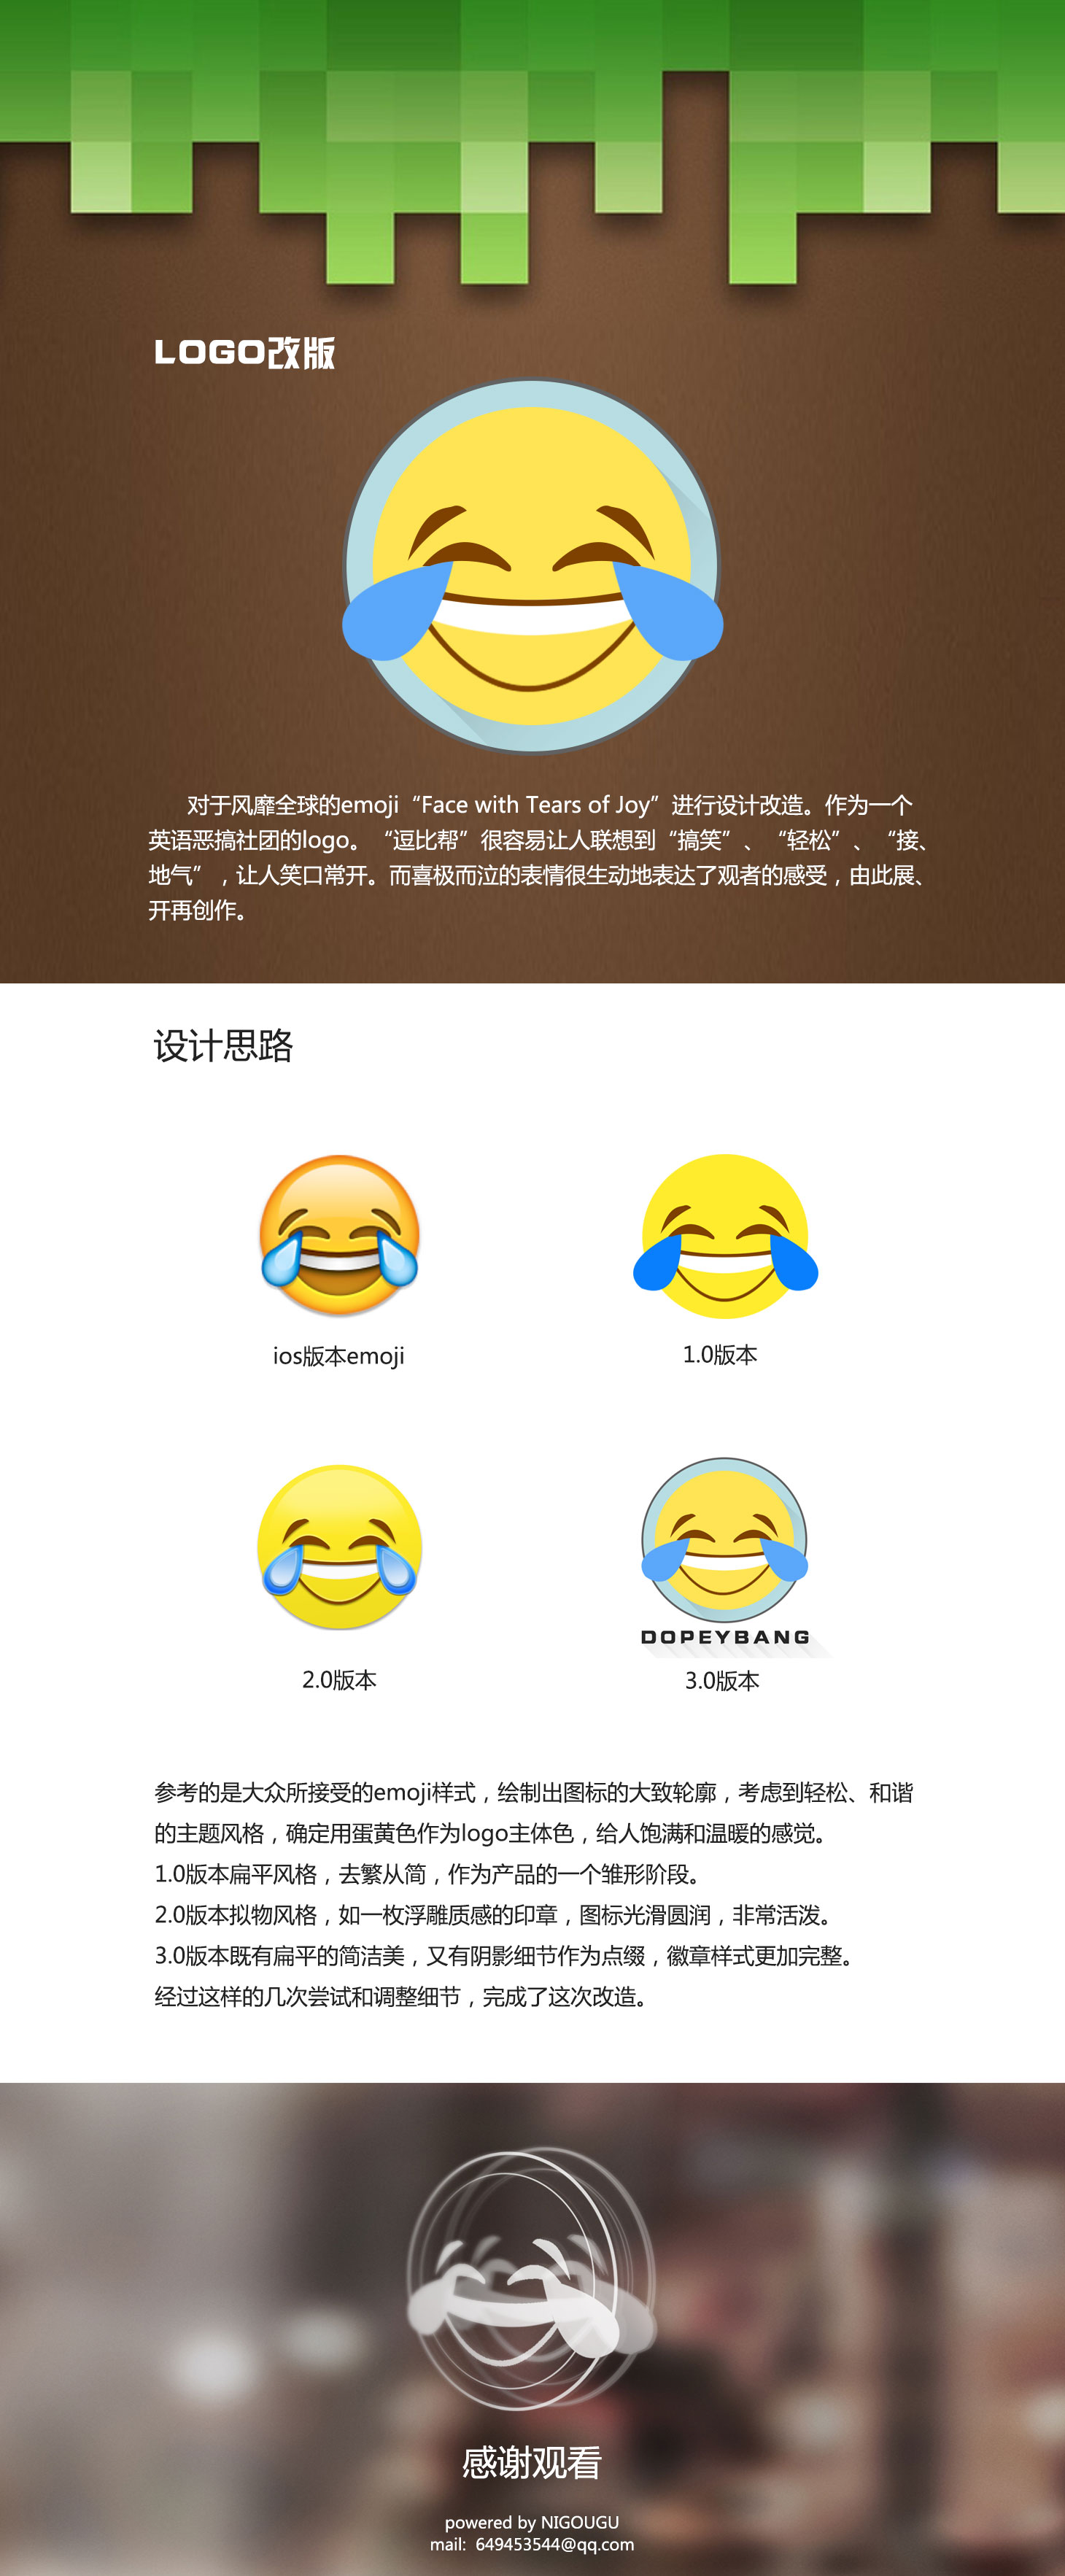 LOGO改版
对于风靡全球的emoji“Face with Tears of Joy”进行设计改造。作为一个
英语恶搞社团的logo。“逗比帮”很容易让人联想到“搞笑”、“轻松”、“接、
地气”，让人笑口常开。而喜极而泣的表情很生动地表达了观者的感受，由此展、
开再创作。
设计思路
ios版本emoji
1.0版本
2.0版本
DOPEYBANG
3.0版本
参考的是大众所接受的emoji样式，绘制出图标的大致轮廓，考虑到轻松、和谐
的主题风格，确定用蛋黄色作为logo主体色，给人饱满和温暖的感觉。
1.0版本扁平风格，去繁从简，作为产品的一个雏形阶段。
2.0版本拟物风格，如一枚浮雕质感的印章，图标光滑圆润，非常活泼。
3.0版本既有扁平的简洁美，又有阴影细节作为点缀，徽章样式更加完整。
经过这样的几次尝试和调整细节，完成了这次改造。
感谢观看
powered by NIGOUGU
mail: 649453544@qq.com